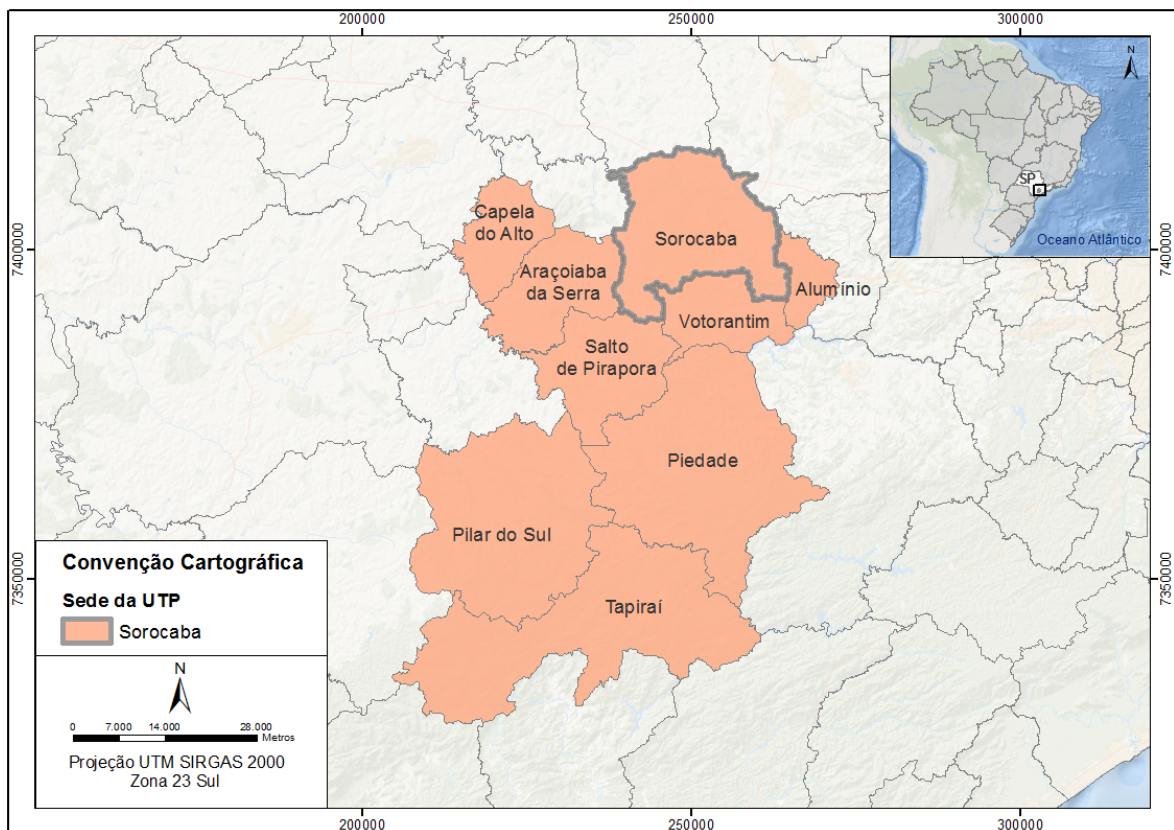 200000
250000
300000
7400000
7350000
N
SP
Oceano Atlântico
7400000
7350000
Capela
do Alto
Sorocaba
Araçoiaba
da Serra
Alumínio
Votorantim
Salto
de Pirapora
Piedade
Pilar do Sul
Tapiraí
Convenção Cartográfica
Sede da UTP
Sorocaba
N
0 7.000 14.000 28.000
Metros
Projeção UTM SIRGAS 2000
Zona 23 Sul
200000
250000
300000